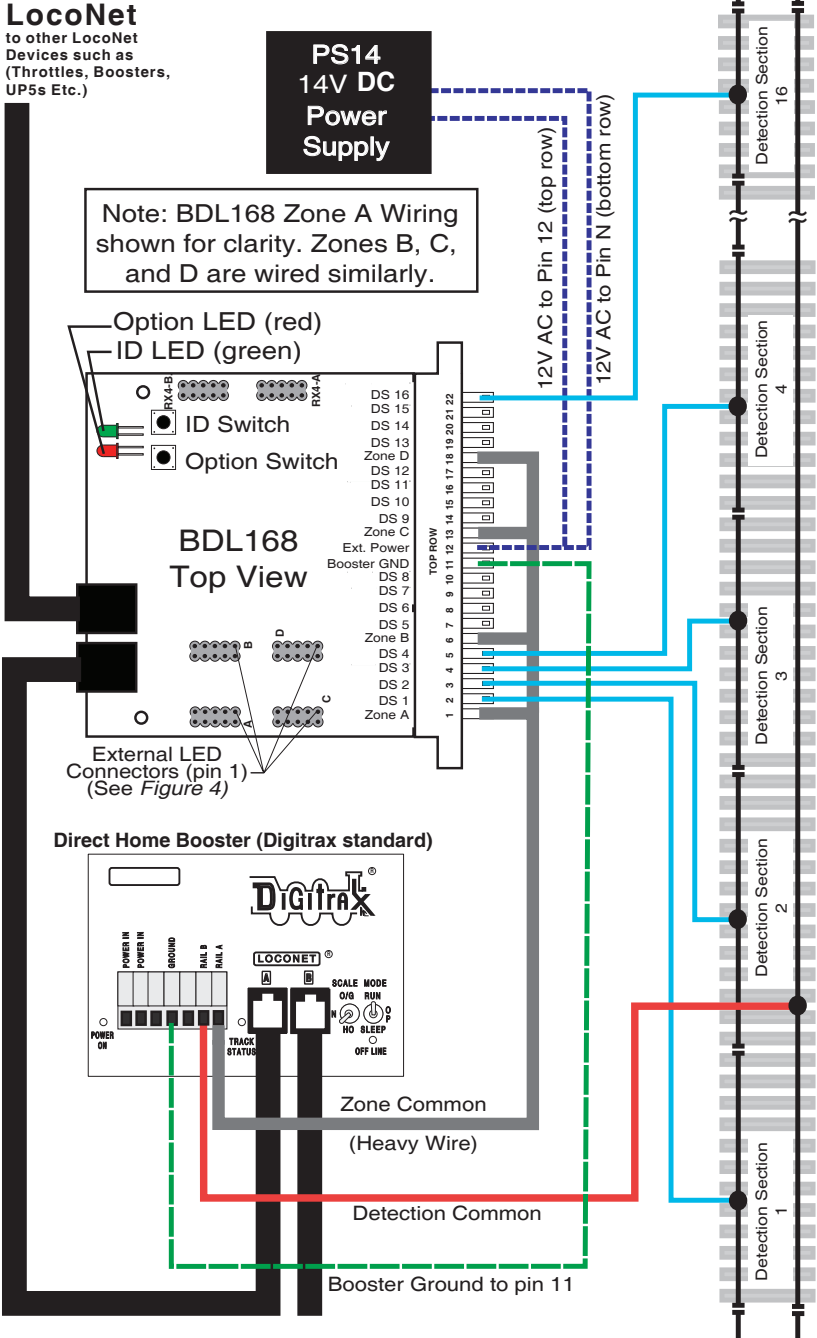 LocoNet
to other LocoNet
Devices such as
(Throttles, Boosters,
UP5s Etc.)
PS14
14V DC
Power
Supply
12V AC to Pin 12 (top row)
12V AC to Pin N (bottom row)
Note: BDL168 Zone A Wiring
shown for clarity. Zones B, C,
and D are wired similarly.
Option LED (red)
ID LED (green)
RX4-B
RX4-A
ID Switch
Option Switch
BDL168
Top View
DS 16
DS 15
DS 14
DS 13
Zone D
DS 12
DS 11
DS 10
DS 9
Zone C
Ext. Power
Booster GND
DS 8
DS 7
DS 6
DS 5
Zone B
DS 4
DS 3
DS 2
DS 1
Zone A
TOP ROW
22
21
20
19
18
17
16
15
14
13
12
11
10
9
8
7
6
5
4
3
2
1
B
D
A
C
External LED
Connectors (pin 1)
(See Figure 4)
Direct Home Booster (Digitrax standard)
DiGitraX
®
LOCONET ®
POWER IN
POWER IN
GROUND
RAIL B
RAIL A
A
B
SCALE MODE
O/G RUN
N
O
P
HO SLEEP
OFF LINE
POWER
ON
TRACK
STATUS
Zone Common
(Heavy Wire)
Detection Common
Booster Ground to pin 11
Detection Section
16
Detection Section
4
Detection Section
3
Detection Section
2
Detection Section
1